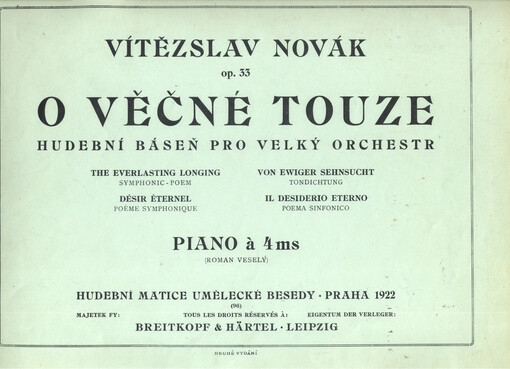 VÍTĚZSLAV NOVÁK
op. 33
O VĚČNÉ TOUZE
HUDEBNÍ BÁSEŇ PRO VELKÝ ORCHESTR
THE EVERLASTING LONGING
SYMPHONIC-POEM
VON EWIGER SEHNSUCHT
TONDICHTUNG
DÉSIR ÉTERNEL
POÈME SYMPHONIQUE
IL DESIDERIO ETERNO
POEMA SINFONICO
PIANO à 4ms
(ROMAN VESELÝ)
HUDEBNÍ MATICE UMĚLECKÉ BESEDY · PRAHA 1922
(96)
MAJETEK FY: TOUS LES DROITS RÉSERVÉS À: EIGENTUM DER VERLEGER:
BREITKOPF & HÄRTEL · LEIPZIG
DRUHÉ VYDÁNÍ